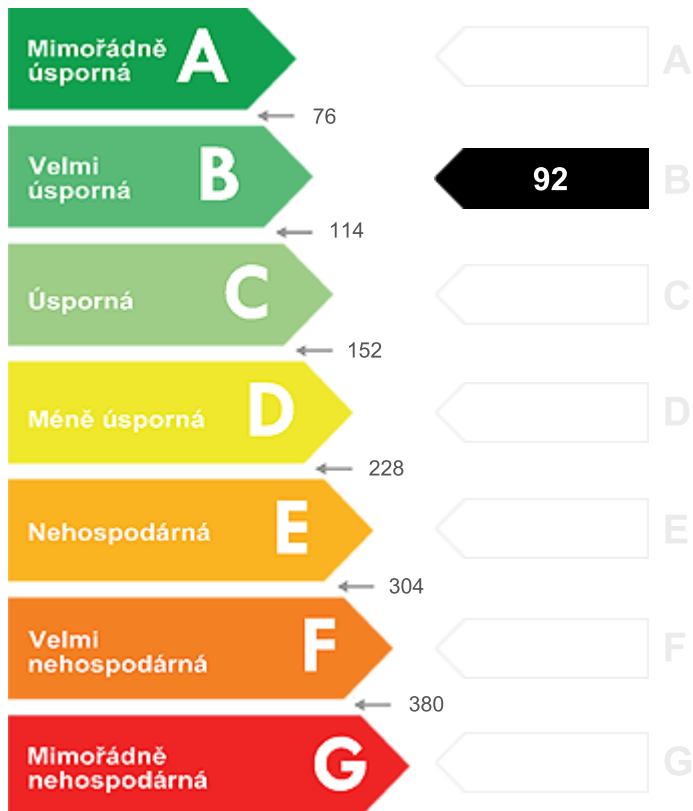 Mimořádně
úsporná
A
A
76
Velmi
úsporná
B
92
B
114
Úsporná
C
C
152
Méně úsporná
D
D
228
Nehospodárná
E
E
304
Velmi
nehospodárná
F
F
380
Mimořádně
nehospodárná
G
G